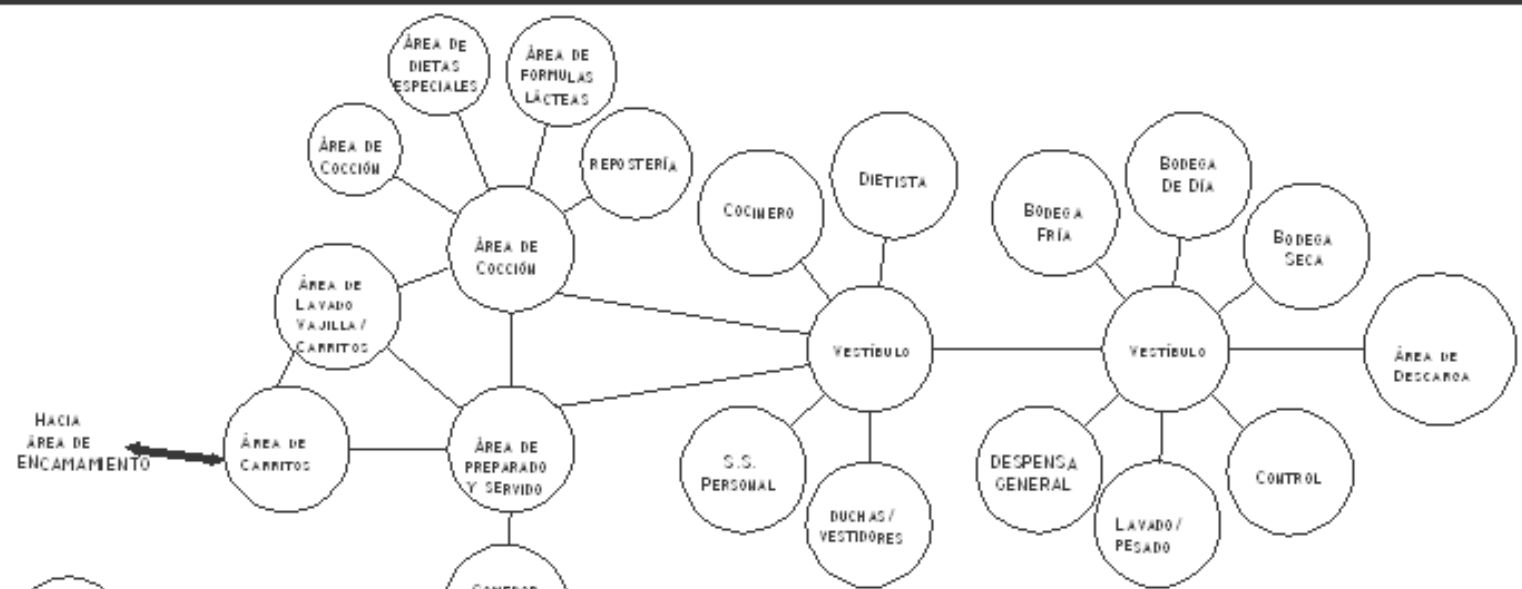 ÁREA DE
DIETAS
ESPECIALES
ÁREA DE
FORMULAS
LÁCTEAS
ÁREA DE
COCCIÓN
REPOSTERÍA
COCINERO
DIETISTA
BODEGA
FRÍA
BODEGA
DE DÍA
BODEGA
SECA
ÁREA DE
COCCIÓN
ÁREA DE
LAVADO
VAJILLA/
CARRITOS
VESTÍBULO
VESTÍBULO
ÁREA DE
DESCARGA
HACIA
ÁREA DE
ENCAMAMIENTO
ÁREA DE
CARRITOS
ÁREA DE
PREPARADO
Y SERVIDO
S.S.
PERSONAL
DUCHAS/
VESTIDORES
DESPENSA
GENERAL
LAVADO/
PESADO
CONTROL